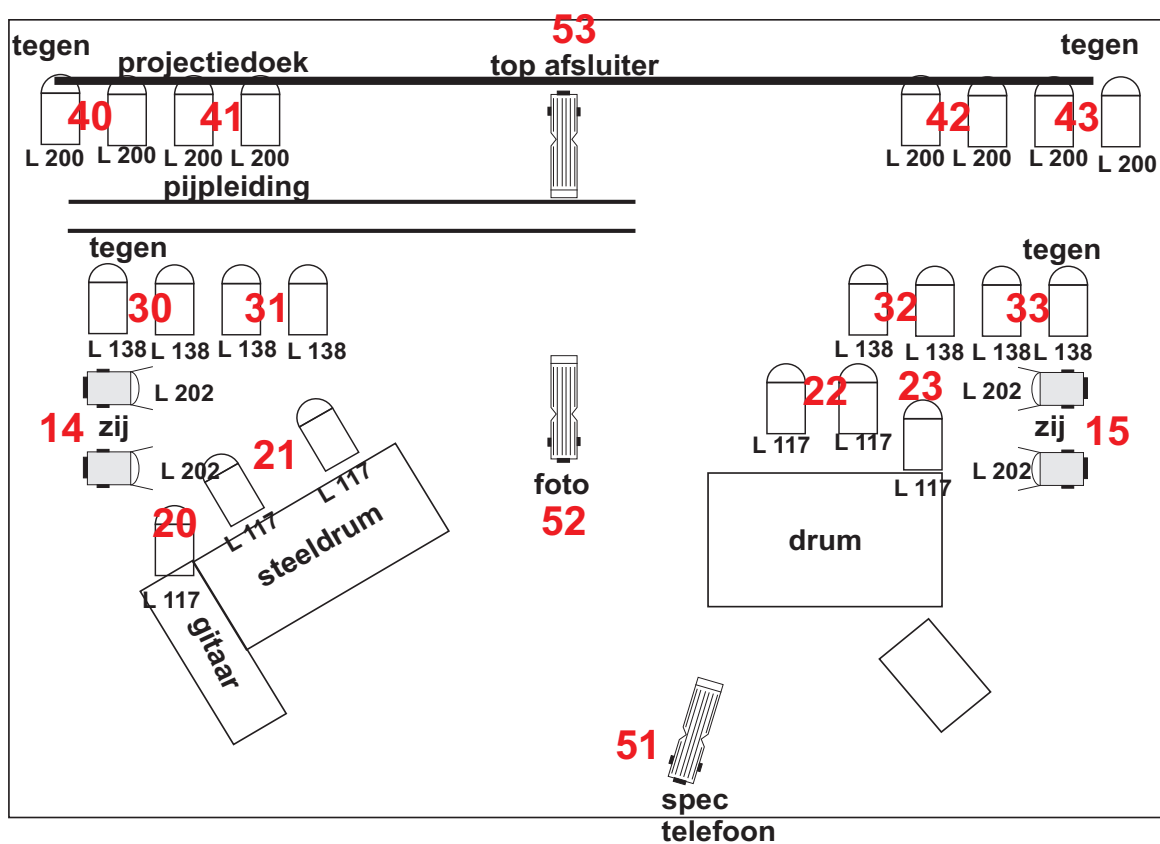 53
tegen
tegen
projectiedoek
top afsluiter
40
41
42
43
L 200
L 200
L 200
L 200
L 200
L 200
L 200
L 200
pijpleiding
tegen
tegen
30
31
32
33
L 138
L 138
L 138
L 138
L 138
L 138
L 138
L 138
L 202
22
23
L 202
14
zij
21
zij
15
L 117
L 117
L 202
L 117
foto
L 117
L 202
20
L 117
52
steeldrum
drum
L 117
gitaar
51
spec
telefoon